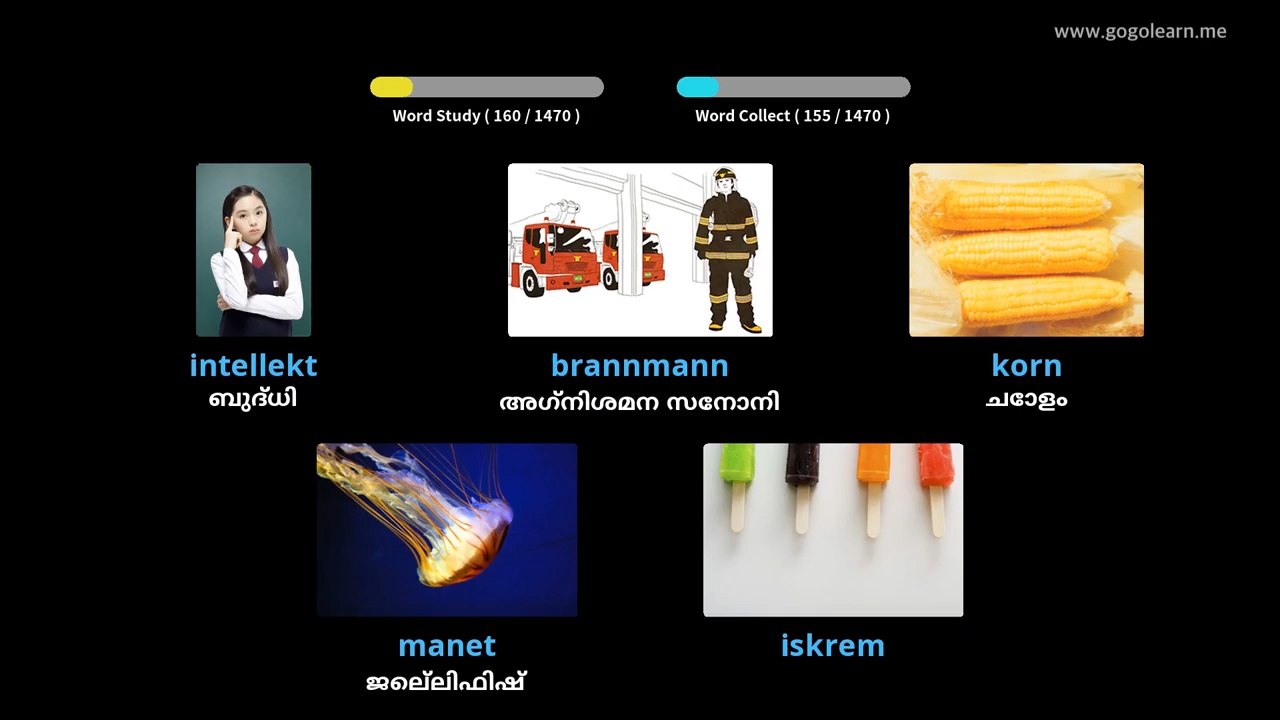 www.gogolearn.me
Word Study ( 160 / 1470 )
Word Collect ( 155 / 1470 )
intellekt
ബുദ്ധി
brannmann
അഗ്നിശമന സനോനി
korn
ചോളം
manet
ജല്ലെിഫിഷ്
iskrem